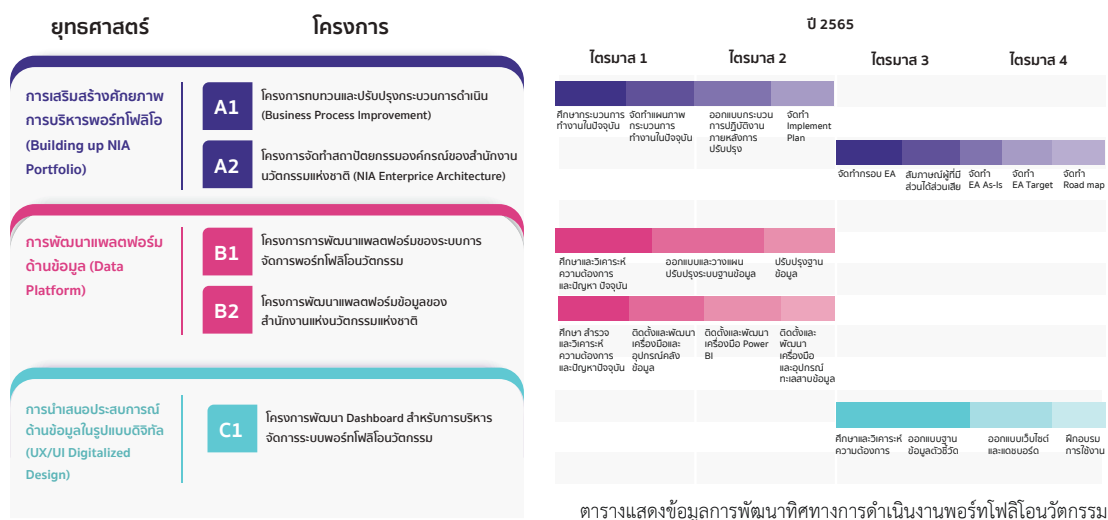 ยุทธศาสตร์
โครงการ
ปี 2565
ไตรมาส 1
ไตรมาส 2
ไตรมาส 3
ไตรมาส 4
การเสริมสร้างศักยภาพ
การบริหารพอร์ทโฟลิโอ
(Building up NIA
Portfolio)
A1
โครงการทบทวนและปรับปรุงกระบวนการดำเนิน
(Business Process Improvement)
A2
โครงการจัดทำสถาปัตยกรรมองค์กรของสำนักงาน
นวัตกรรมแห่งชาติ (NIA Enterprice Architecture)
ศึกษากระบวนการ
ทำงานในปัจจุบัน
จัดทำแผนภาพ
กระบวนการ
ทำงานในปัจจุบัน
ออกแบบกระบวน
การปฏิบัติงาน
ภายหลังการ
ปรับปรุง
จัดทำ
Implement
Plan
จัดทำกรอบ EA
สัมภาษณ์ผู้ที่มี
ส่วนได้ส่วนเสีย
จัดทำ
EA As-Is
จัดทำ
EA Target
จัดทำ
Road map
การพัฒนาแพลตฟอร์ม
ด้านข้อมูล (Data
Platform)
B1
โครงการการพัฒนาแพลตฟอร์มของระบบการ
จัดการพอร์ทโฟลิโอนวัตกรรม
B2
โครงการพัฒนาแพลตฟอร์มข้อมูลของ
สำนักงานแห่งนวัตกรรมแห่งชาติ
ศึกษาและวิเคาระห์
ความต้องการ
และปัญหา ปัจจุบัน
ออกแบบและวางแผน
ปรับปรุงระบบฐานข้อมูล
ปรับปรุงฐาน
ข้อมูล
ศึกษา สำรวจ
และวิเคาระห์
ความต้องการ
และปัญหาปัจจุบัน
ติดตั้งและพัฒนา
เครื่องมือและ
อุปกรณ์คลัง
ข้อมูล
ติดตั้งและพัฒนา
เครื่องมือ Power
BI
ติดตั้งและ
พัฒนา
เครื่องมือ
และอุปกรณ์
ทะเลสาบข้อมูล
การนำเสนอประสบการณ์
ด้านข้อมูลในรูปแบบดิจิทัล
(UX/UI Digitalized
Design)
C1
โครงการพัฒนา Dashboard สำหรับการบริหาร
จัดการระบบพอร์ทโฟลิโอนวัตกรรม
ศึกษาและวิเคาระห์
ความต้องการ
ออกแบบฐาน
ข้อมูลตัวชี้วัด
ออกแบบเว็บไซต์
และแดชบอร์ด
ฝึกอบรม
การใช้งาน
ตารางแสดงข้อมูลการพัฒนาทิศทางการดำเนินงานพอร์ทโฟลิโอนวัตกรรม